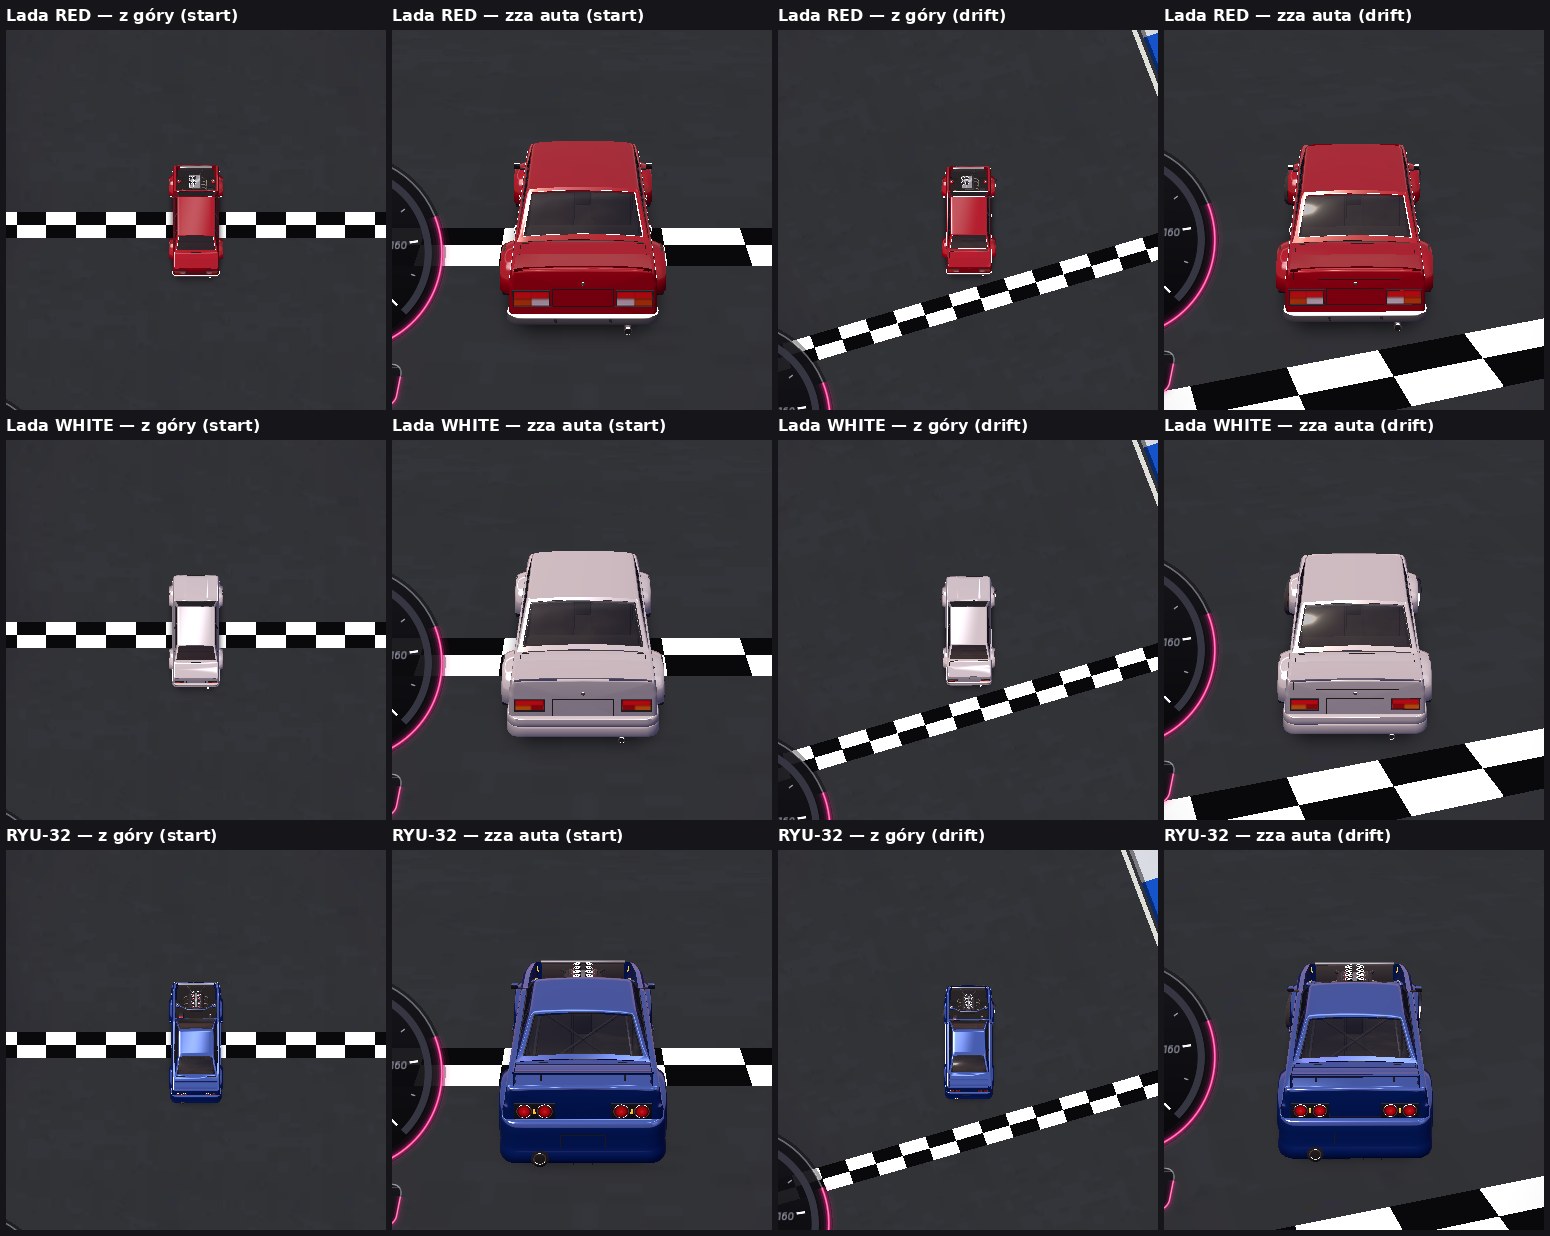 Lada RED — z góry (start)
Lada RED — zza auta (start)
Lada RED — z góry (drift)
Lada RED — zza auta (drift)
160
160
Lada WHITE — z góry (start)
Lada WHITE — zza auta (start)
Lada WHITE — z góry (drift)
Lada WHITE — zza auta (drift)
160
160
RYU-32 — z góry (start)
RYU-32 — zza auta (start)
RYU-32 — z góry (drift)
RYU-32 — zza auta (drift)
160
160
160